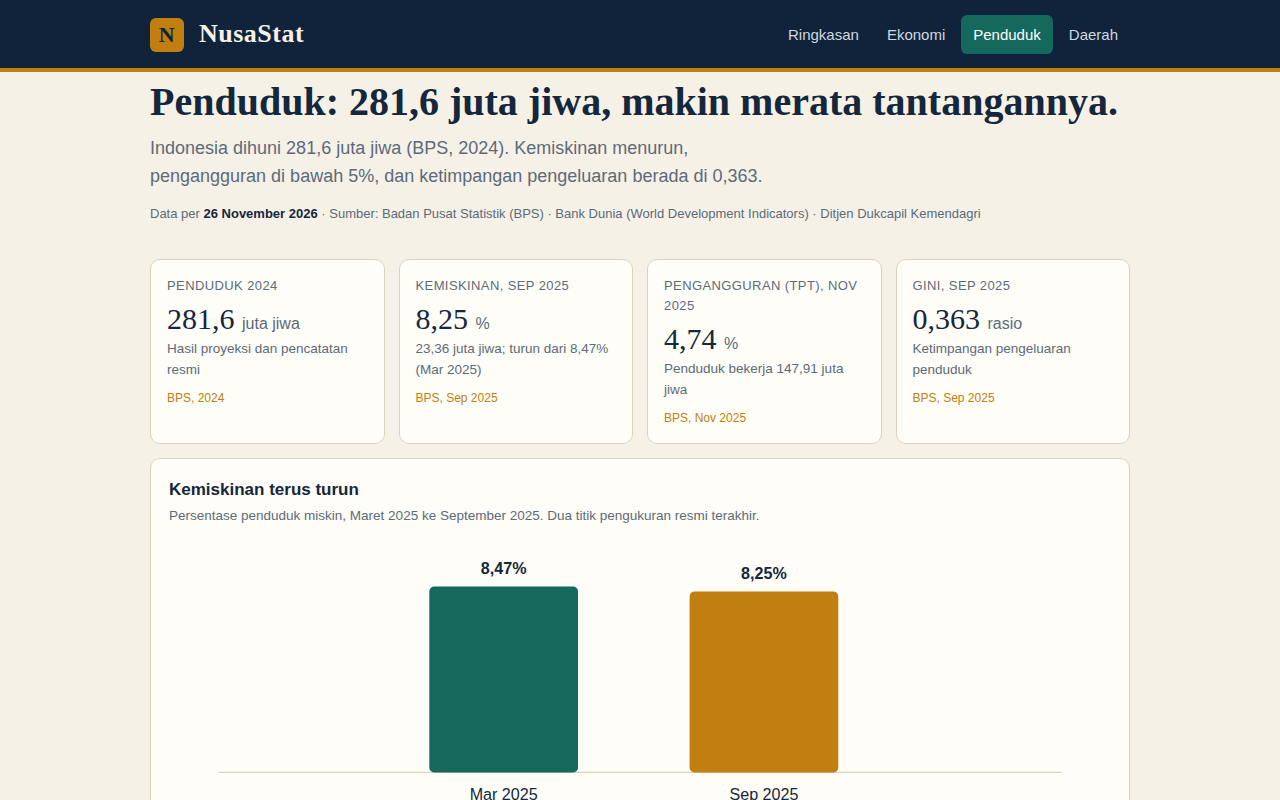 N NusaStat
Ringkasan Ekonomi Penduduk Daerah
Penduduk: 281,6 juta jiwa, makin merata tantangannya.
Indonesia dihuni 281,6 juta jiwa (BPS, 2024). Kemiskinan menurun,
pengangguran di bawah 5%, dan ketimpangan pengeluaran berada di 0,363.
Data per 26 November 2026 · Sumber: Badan Pusat Statistik (BPS) · Bank Dunia (World Development Indicators) · Ditjen Dukcapil Kemendagri
PENDUDUK 2024
281,6 juta jiwa
Hasil proyeksi dan pencatatan
resmi
BPS, 2024
KEMISKINAN, SEP 2025
8,25 %
23,36 juta jiwa; turun dari 8,47%
(Mar 2025)
BPS, Sep 2025
PENGANGGURAN (TPT), NOV
2025
4,74 %
Penduduk bekerja 147,91 juta
jiwa
BPS, Nov 2025
GINI, SEP 2025
0,363 rasio
Ketimpangan pengeluaran
penduduk
BPS, Sep 2025
Kemiskinan terus turun
Persentase penduduk miskin, Maret 2025 ke September 2025. Dua titik pengukuran resmi terakhir.
8,47%
8,25%
Mar 2025
Sep 2025